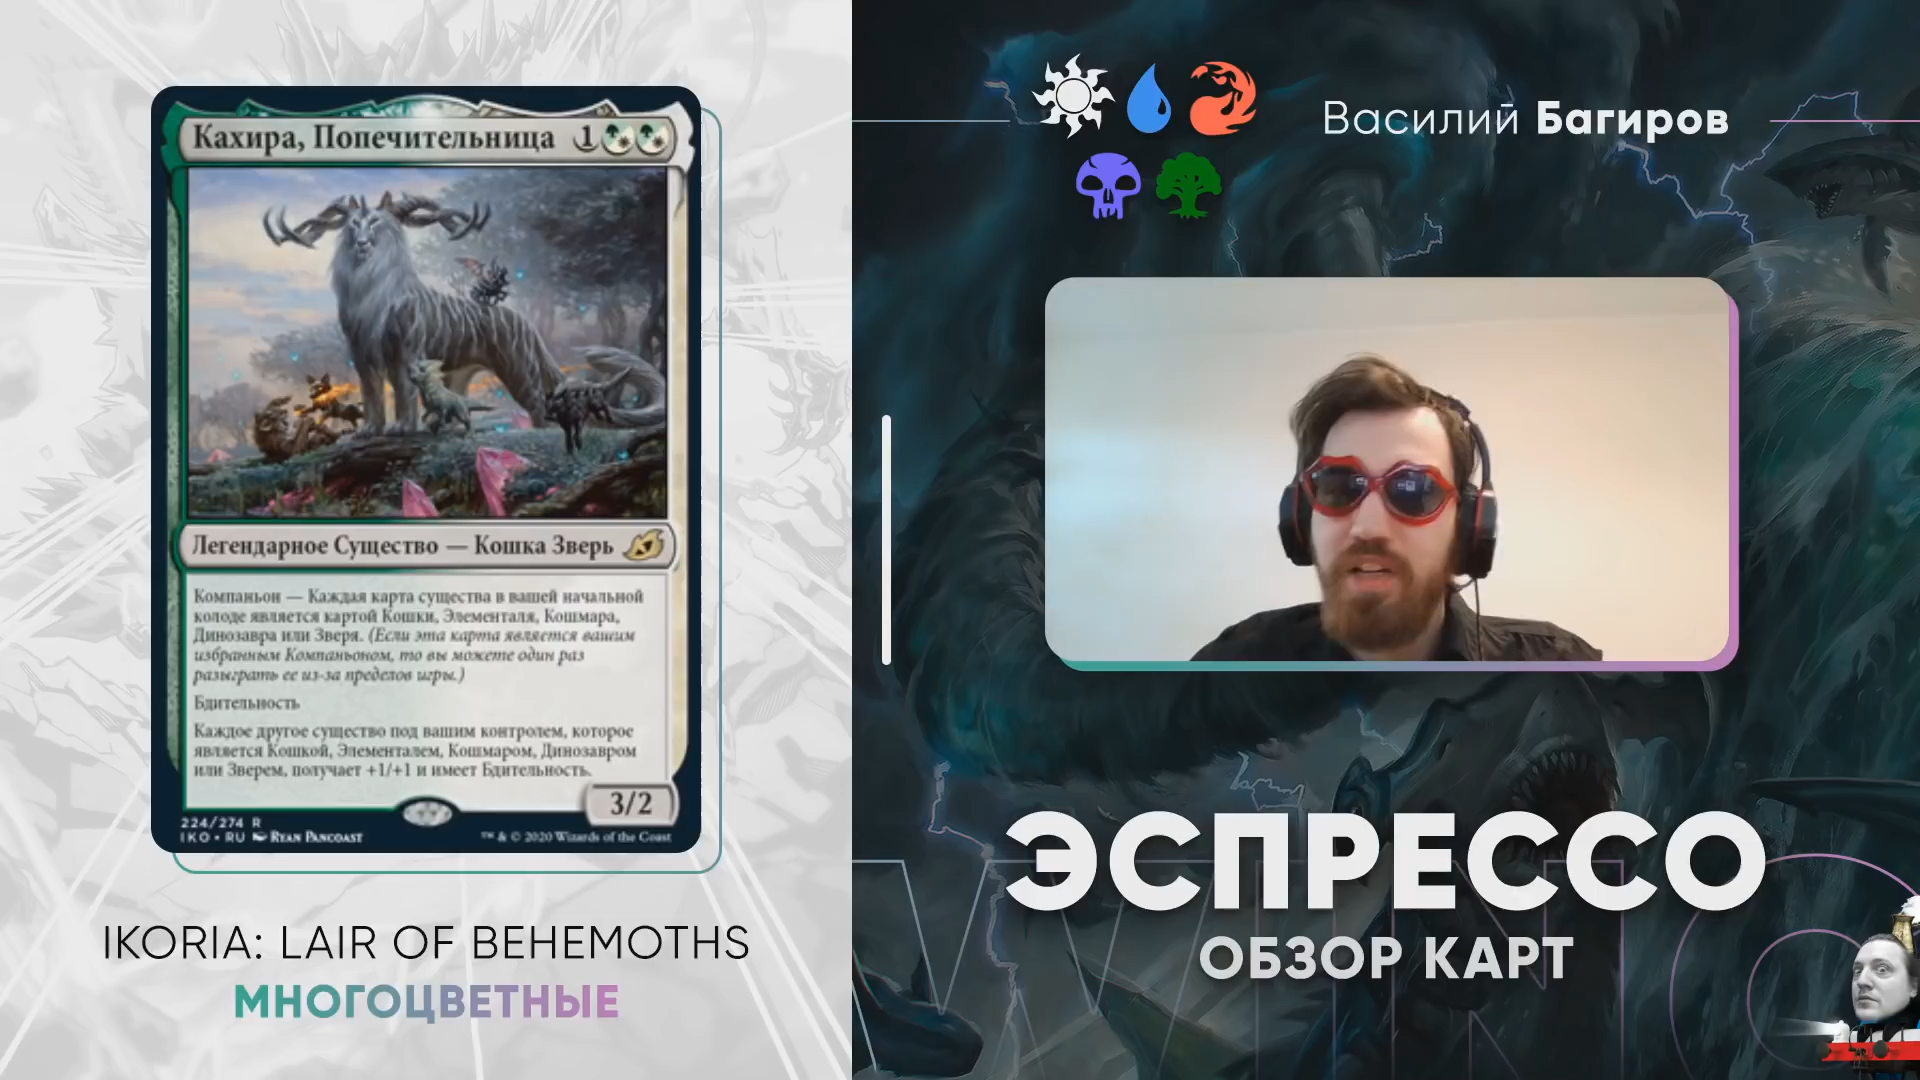 Кахира, Попечительница 1
Легендарное Существо — Кошка Зверь
Компаньон — Каждая карта существа в вашей начальной
колоде является картой Кошки, Элементаля, Кошмара,
Динозавра или Зверя. (Если эта карта является вашим
избранным Компаньоном, то вы можете один раз
разыграть ее из-за пределов игры.)
Бдительность
Каждое другое существо под вашим контролем, которое
является Кошкой, Элементалем, Кошмаром, Динозавром
или Зверем, получает +1/+1 и имеет Бдительность.
3/2
224/274 R
IKO • RU Ryan Pancoast
™ & © 2020 Wizards of the Coast
IKORIA: LAIR OF BEHEMOTHS
МНОГОЦВЕТНЫЕ
Василий Багиров
ЭСПРЕССО
ОБЗОР КАРТ